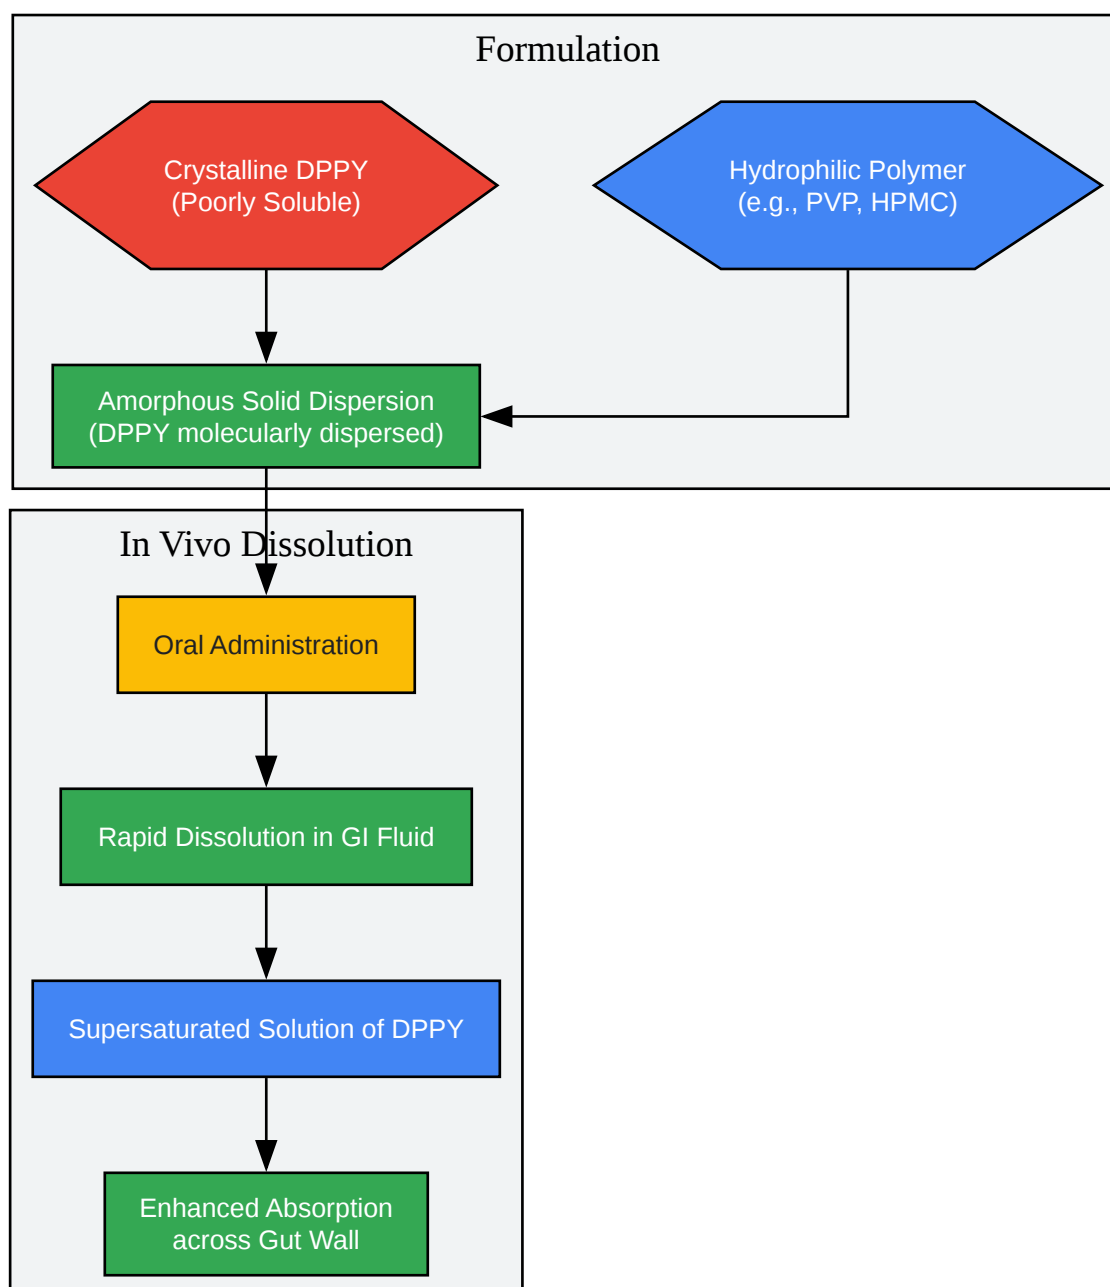 Formulation
Crystalline DPPY
(Poorly Soluble)
Hydrophilic Polymer
(e.g., PVP, HPMC)
Amorphous Solid Dispersion
(DPPY molecularly dispersed)
In Vivo Dissolution
Oral Administration
Rapid Dissolution in GI Fluid
Supersaturated Solution of DPPY
Enhanced Absorption
across Gut Wall